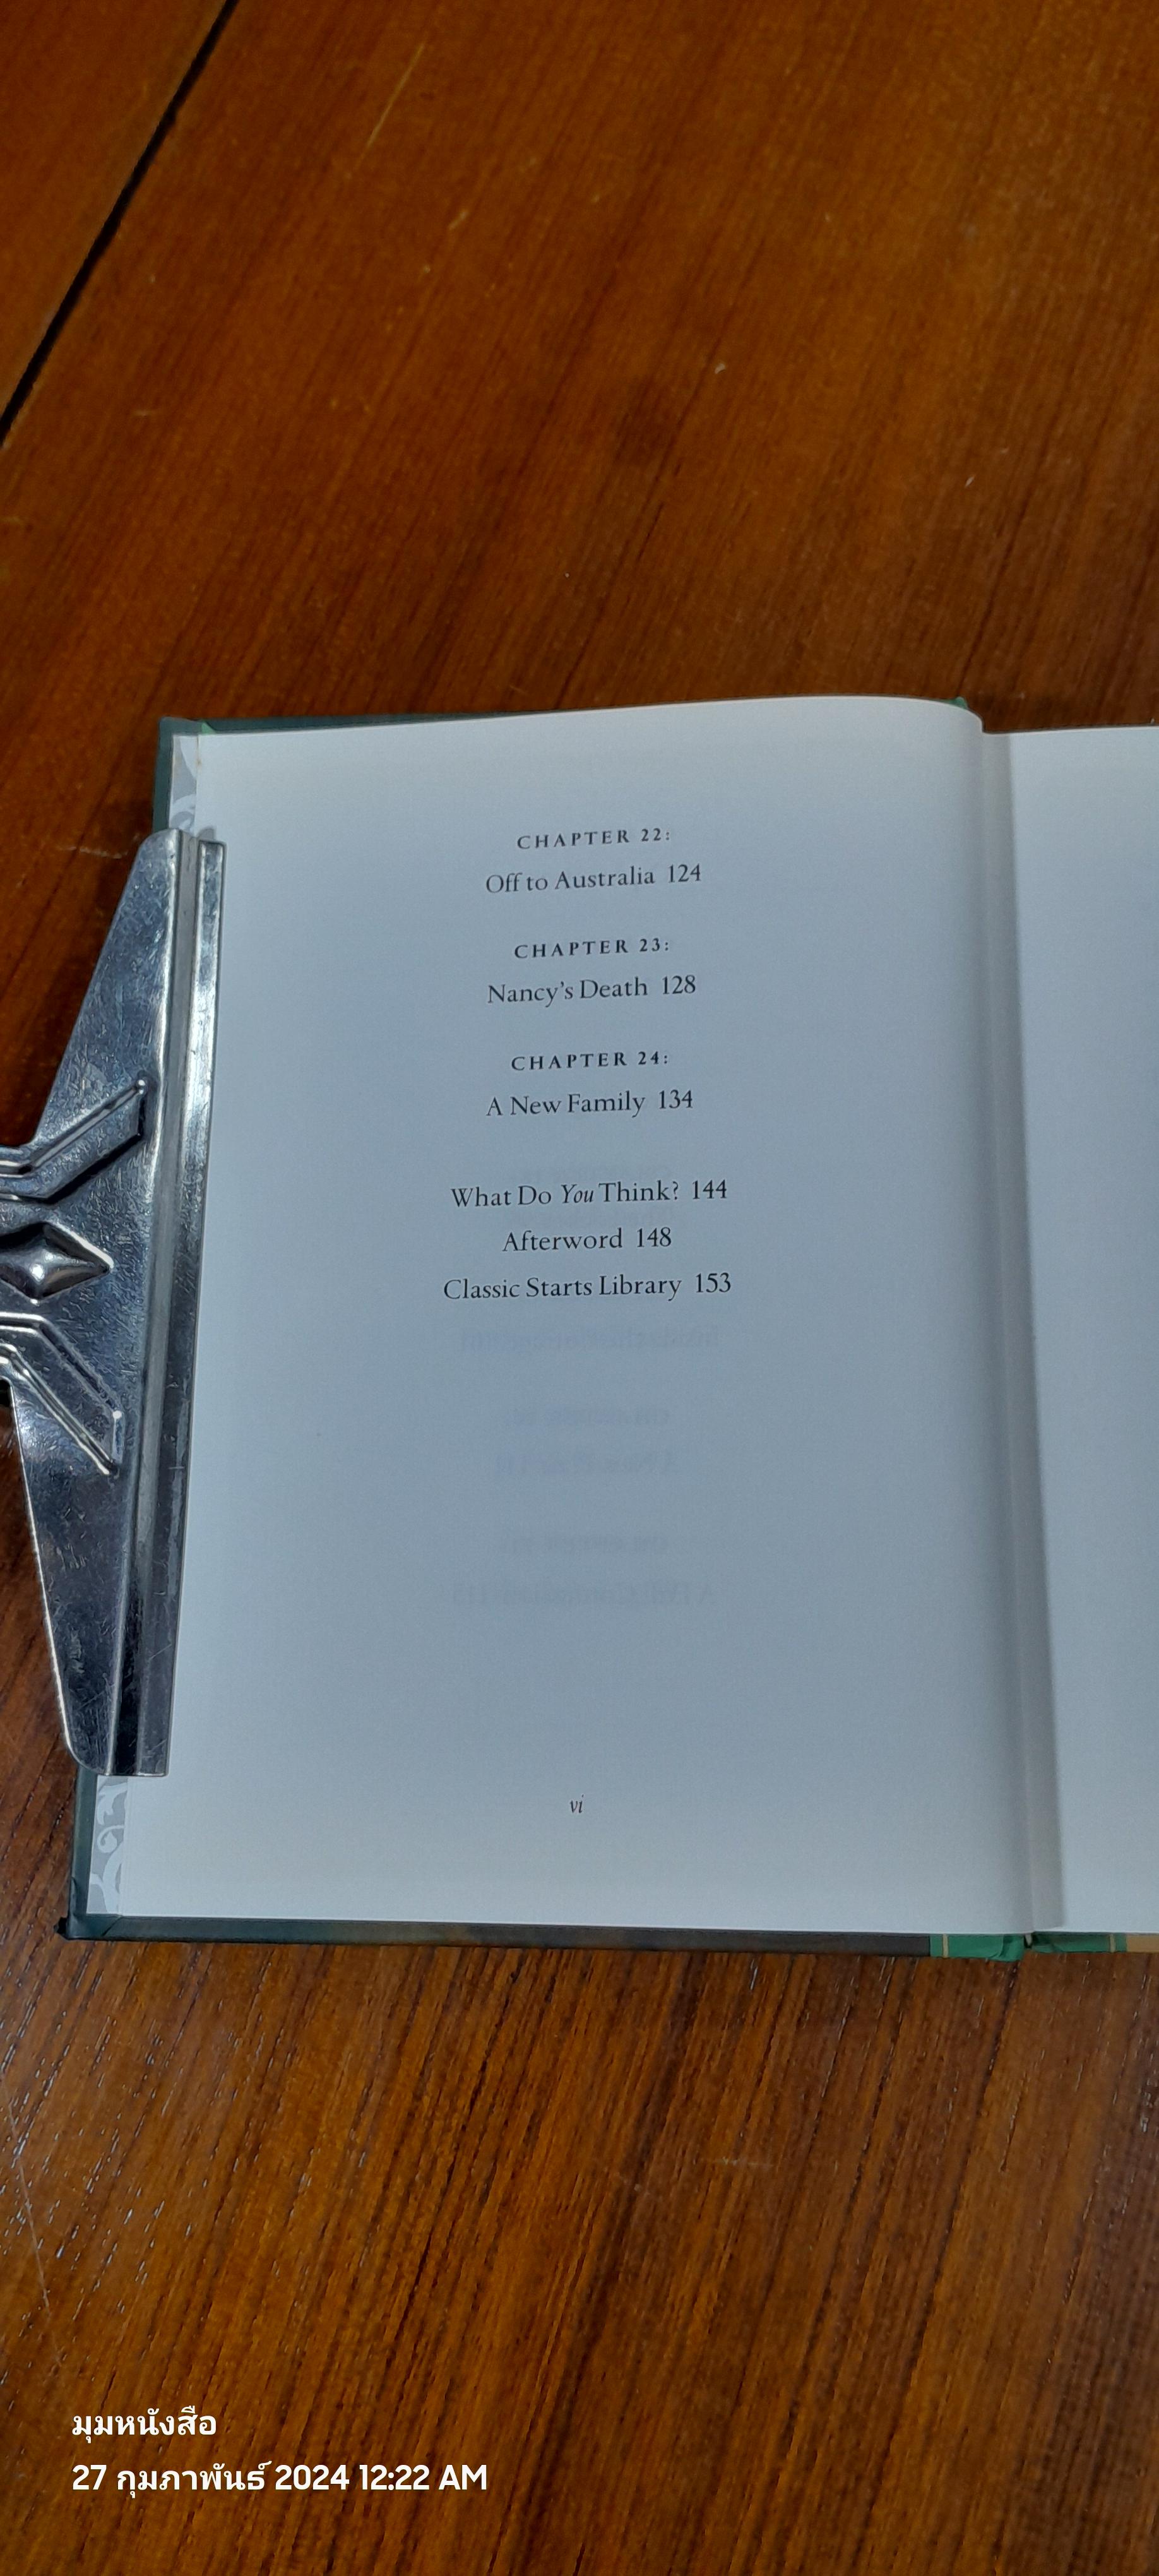 CHAPTER 22:
Off to Australia 124
CHAPTER 23:
Nancy's Death 128
CHAPTER 24:
A New Family 134
What Do You Think? 144
Afterword 148
Classic Starts Library 153
vi
มุมหนังสือ
27 กุมภาพันธ์ 2024 12:22 AM